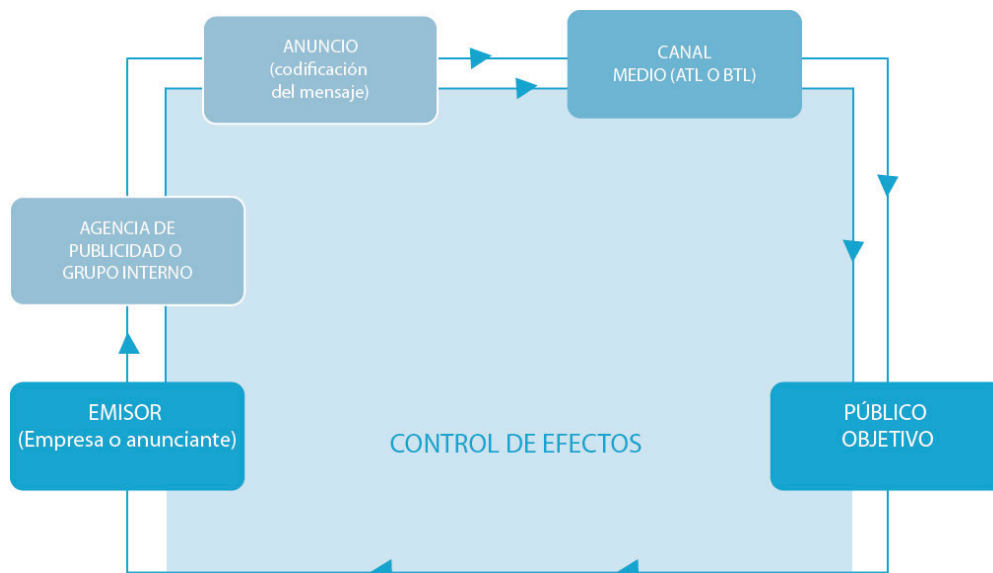 ANUNCIO
(codificación
del mensaje)
CANAL
MEDIO (ATL O BTL)
AGENCIA DE
PUBLICIDAD O
GRUPO INTERNO
EMISOR
(Empresa o anunciante)
PÚBLICO
OBJETIVO
CONTROL DE EFECTOS